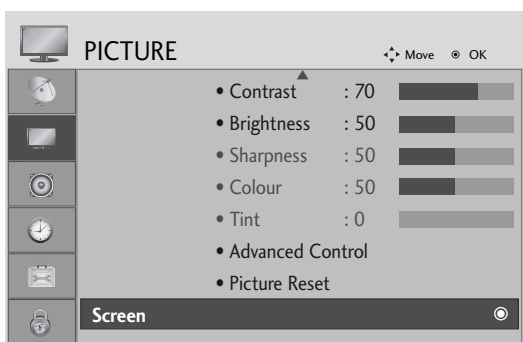 PICTURE Move OK
• Contrast : 70
• Brightness : 50
• Sharpness : 50
• Colour : 50
• Tint : 0
• Advanced Control
• Picture Reset
Screen